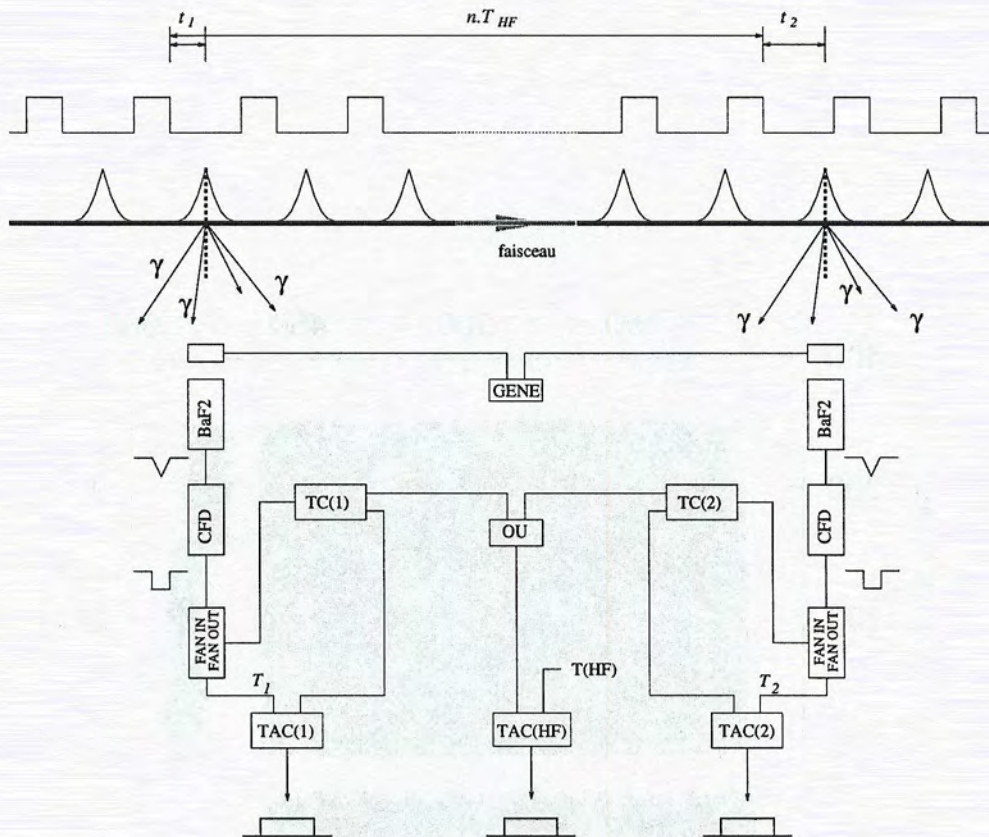 t1 n.T HF t2
faisceau
γ γ γ γ γ γ
GENE
BaF2 BaF2
TC(1) TC(2)
CFD OU CFD
FAN IN FAN IN
FAN OUT FAN OUT
T(HF)
T1 T2
TAC(1) TAC(HF) TAC(2)